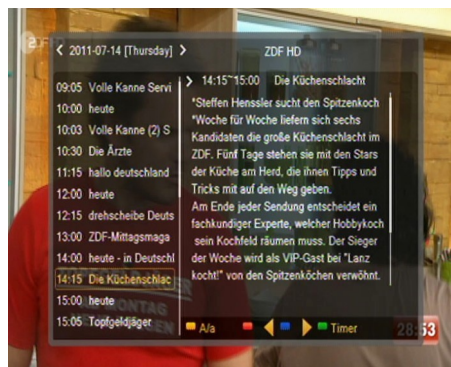 ZDF HD
2011-07-14 [Thursday]
ZDF HD
09:05 Volle Kanne Servi
10:00 heute
10:03 Volle Kanne (2) S
10:30 Die Ärzte
11:15 hallo deutschland
12:00 heute
12:15 drehscheibe Deuts
13:00 ZDF-Mittagsmaga
14:00 heute - in Deutschl
14:15 Die Küchenschlac
15:00 heute
15:05 Topfgeldjäger
14:15~15:00 Die Küchenschlacht
*Steffen Henssler sucht den Spitzenkoch
*Woche für Woche liefern sich sechs
Kandidaten die große Küchenschlacht im
ZDF. Fünf Tage stehen sie mit den Stars
der Küche am Herd, die ihnen Tipps und
Tricks mit auf den Weg geben.
Am Ende jeder Sendung entscheidet ein
fachkundiger Experte, welcher Hobbykoch
sein Kochfeld räumen muss. Der Sieger
der Woche wird als VIP-Gast bei "Lanz
kocht!" von den Spitzenköchen verwöhnt.
MONTAG
A/a
Timer
28:53